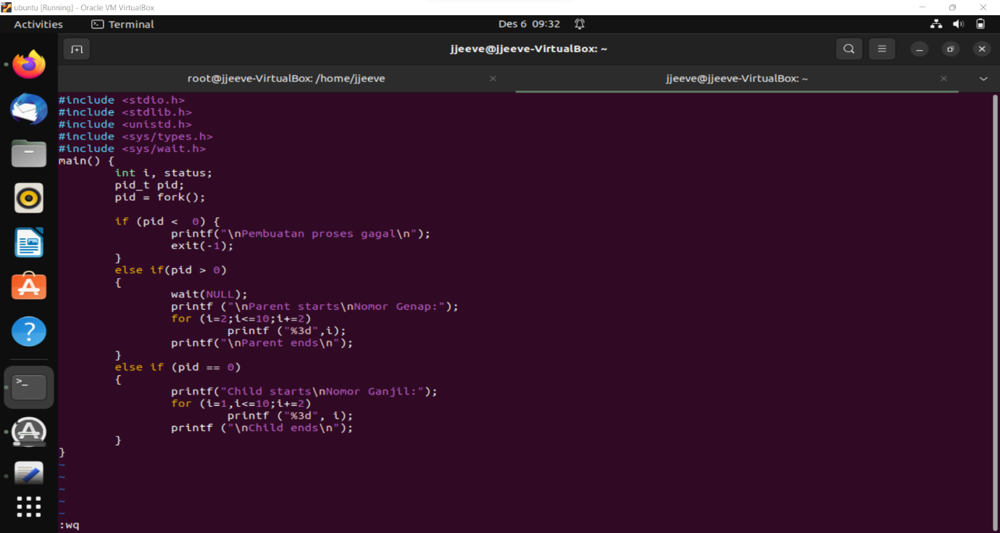 ubuntu [Running] - Oracle VM VirtualBox
Activities Terminal Des 6 09:32
jjeeve@jjeeve-VirtualBox: ~
root@jjeeve-VirtualBox: /home/jjeeve jjeeve@jjeeve-VirtualBox: ~
#include <stdio.h>
#include <stdlib.h>
#include <unistd.h>
#include <sys/types.h>
#include <sys/wait.h>
main() {
        int i, status;
        pid_t pid;
        pid = fork();

        if (pid <  0) {
                printf("\nPembuatan proses gagal\n");
                exit(-1);
        }
        else if(pid > 0)
        {
                wait(NULL);
                printf ("\nParent starts\nNomor Genap:");
                for (i=2;i<=10;i+=2)
                        printf ("%3d",i);
                printf("\nParent ends\n");
        }
        else if (pid == 0)
        {
                printf("Child starts\nNomor Ganjil:");
                for (i=1,i<=10;i+=2)
                        printf ("%3d", i);
                printf ("\nChild ends\n");
        }
}
~
~
~
~
~
:wq